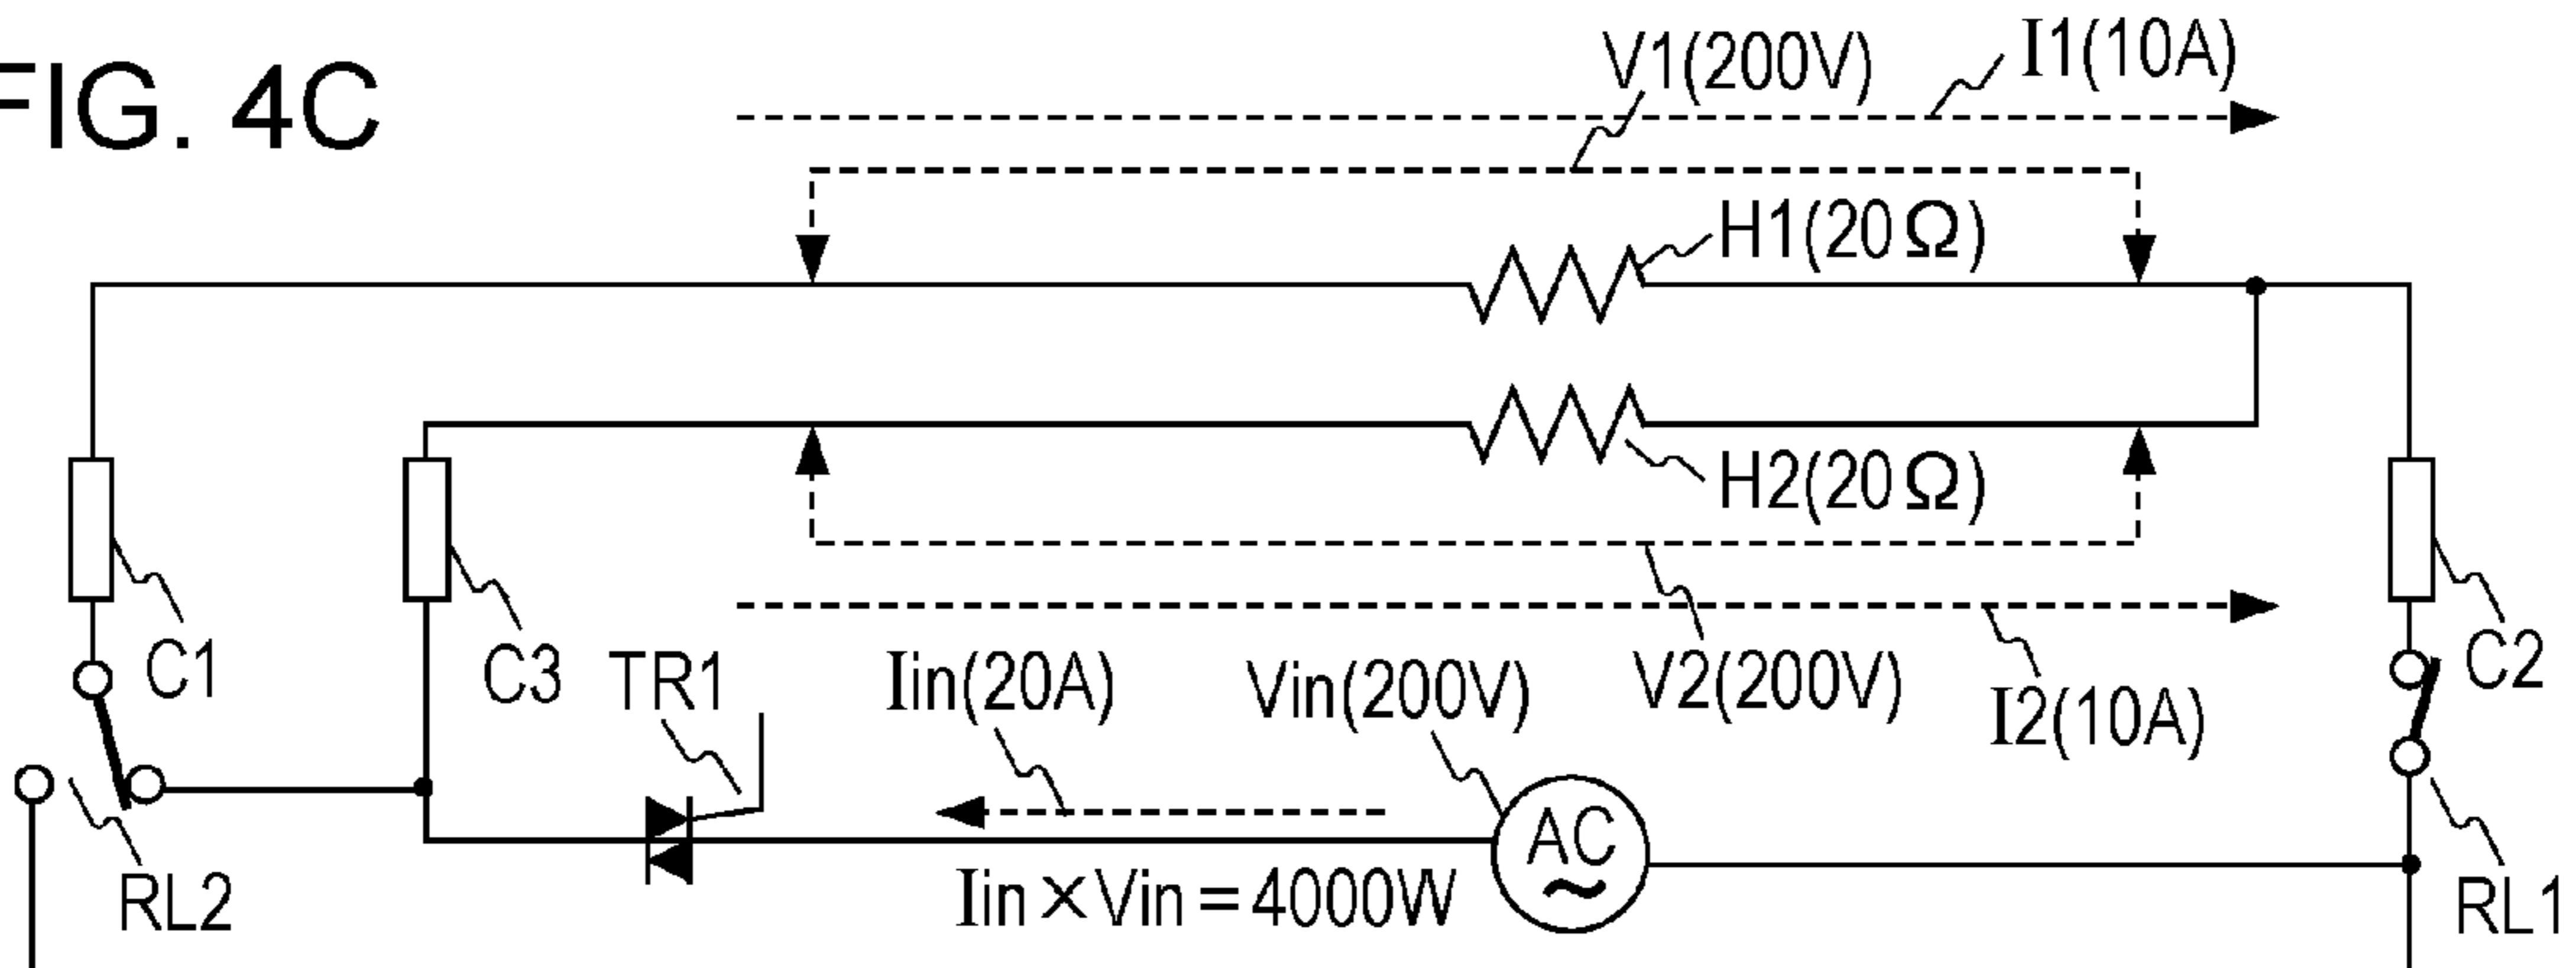 FIG. 4C
V1(200V)
I1(10A)
H1(20Ω)
H2(20Ω)
C1
C3
TR1
Iin(20A)
Vin(200V)
V2(200V)
I2(10A)
C2
RL2
Iin×Vin=4000W
AC
~
RL1